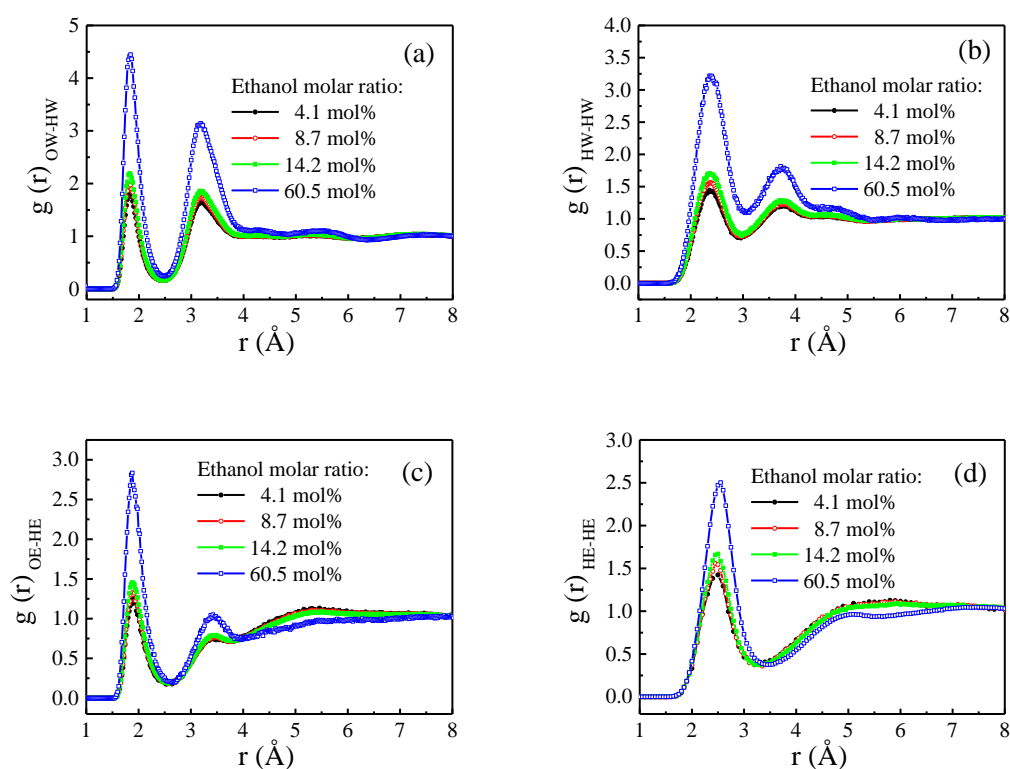 (a)
Ethanol molar ratio:
4.1 mol%
8.7 mol%
14.2 mol%
60.5 mol%
g (r) OW-HW
5
4
3
2
1
0
1 2 3 4 5 6 7 8
r (Å)
(b)
Ethanol molar ratio:
4.1 mol%
8.7 mol%
14.2 mol%
60.5 mol%
g (r) HW-HW
4.0
3.5
3.0
2.5
2.0
1.5
1.0
0.5
0.0
1 2 3 4 5 6 7 8
r (Å)
(c)
Ethanol molar ratio:
4.1 mol%
8.7 mol%
14.2 mol%
60.5 mol%
g (r) OE-HE
3.0
2.5
2.0
1.5
1.0
0.5
0.0
1 2 3 4 5 6 7 8
r (Å)
(d)
Ethanol molar ratio:
4.1 mol%
8.7 mol%
14.2 mol%
60.5 mol%
g (r) HE-HE
3.0
2.5
2.0
1.5
1.0
0.5
0.0
1 2 3 4 5 6 7 8
r (Å)